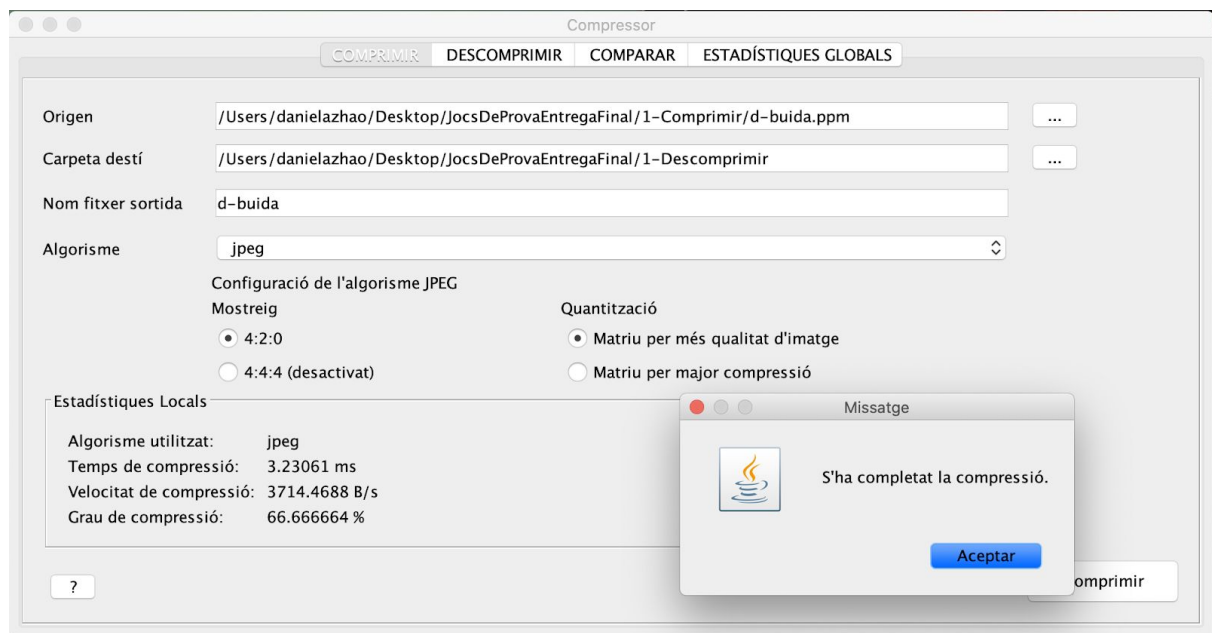 Compressor
COMPRIMIR DESCOMPRIMIR COMPARAR ESTADÍSTIQUES GLOBALS
Origen /Users/danielazhao/Desktop/JocsDeProvaEntregaFinal/1-Comprimir/d-buida.ppm ...
Carpeta destí /Users/danielazhao/Desktop/JocsDeProvaEntregaFinal/1-Descomprimir ...
Nom fitxer sortida d-buida
Algorisme jpeg
Configuració de l'algorisme JPEG
Mostreig Quantització
4:2:0 Matriu per més qualitat d'imatge
4:4:4 (desactivat) Matriu per major compressió
Estadístiques Locals
Algorisme utilitzat: jpeg
Temps de compressió: 3.23061 ms
Velocitat de compressió: 3714.4688 B/s
Grau de compressió: 66.666664 %
Missatge
S'ha completat la compressió.
Aceptar
? omprimir